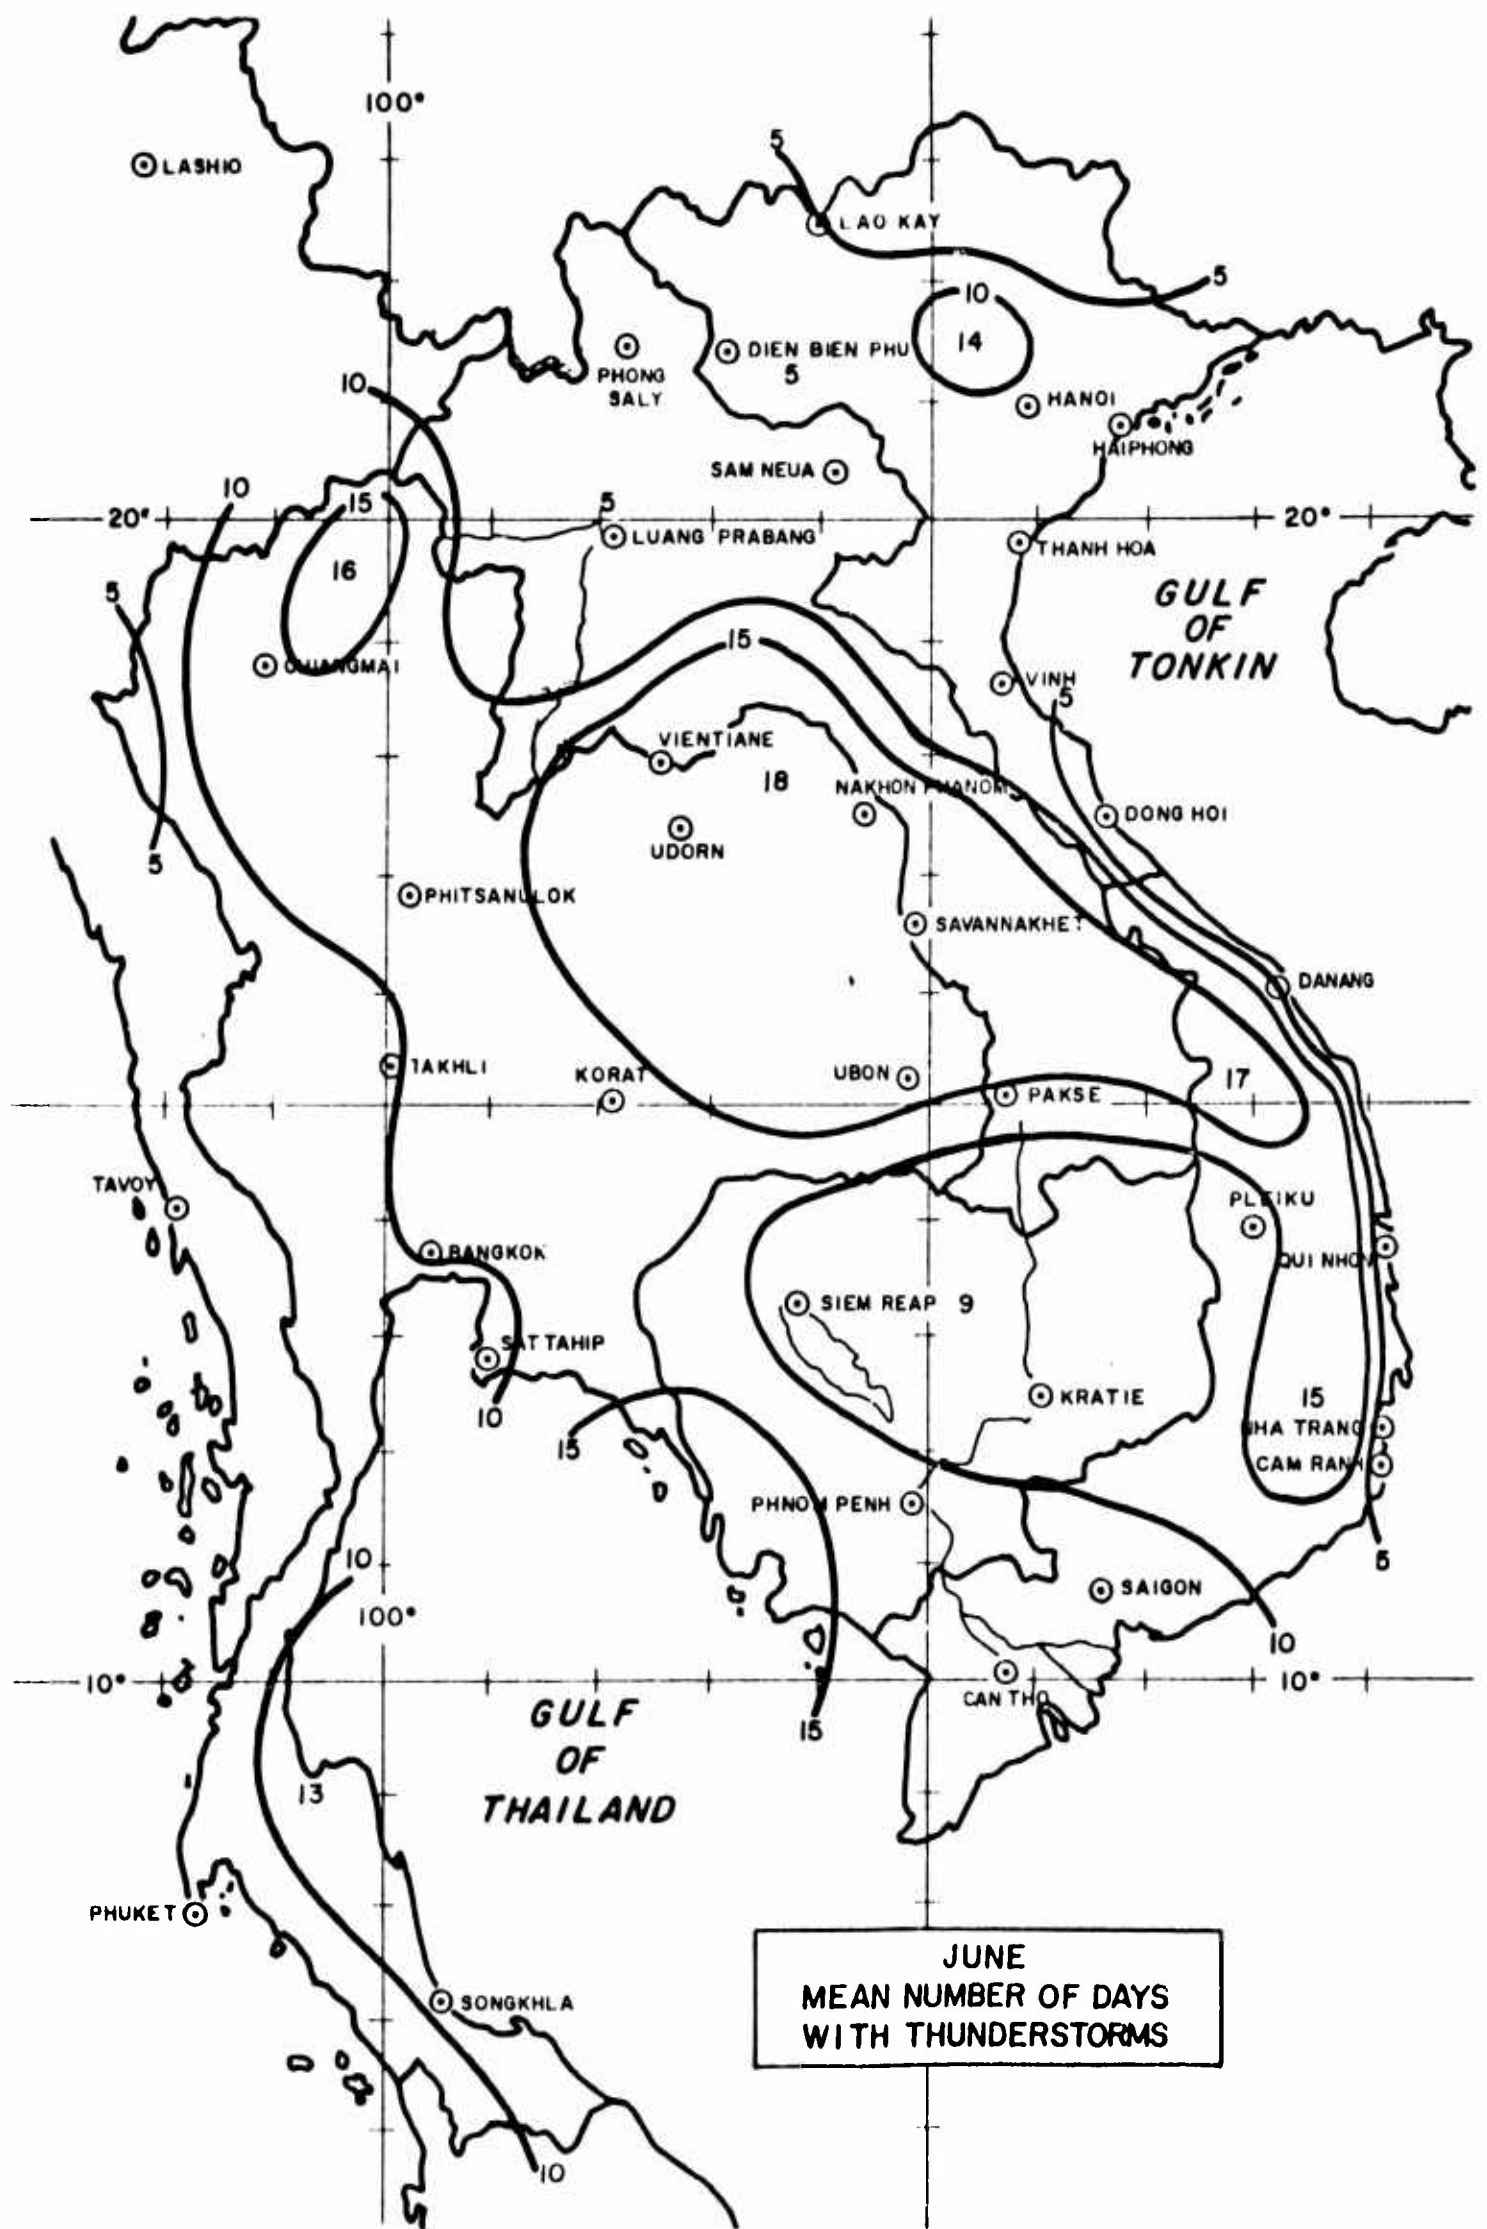 100°
5
LASHIO
LAO KAY
5
10
14
DIEN BIEN PHU
5
PHONG
SALY
10
HANOI
HAIPHONG
SAM NEUA
10
15
5
20°
20°
LUANG PRABANG
THANH HOA
16
5
GULF
OF
TONKIN
15
CHIANGMAI
VINH
5
VIENTIANE
18
NAKHON PHANOM
DONG HOI
UDORN
5
PHITSANULOK
SAVANNAKHET
DANANG
TAKHLI
KORAT
UBON
17
PAKSE
TAVOY
PLEIKU
BANGKOK
QUI NHON
SIEM REAP 9
SATTAHIP
KRATIE
15
10
NHA TRANG
15
CAM RANH
PHNOM PENH
10
5
SAIGON
100°
10
10°
10°
CAN THO
GULF
OF
THAILAND
15
13
PHUKET
JUNE
MEAN NUMBER OF DAYS
WITH THUNDERSTORMS
SONGKHLA
10